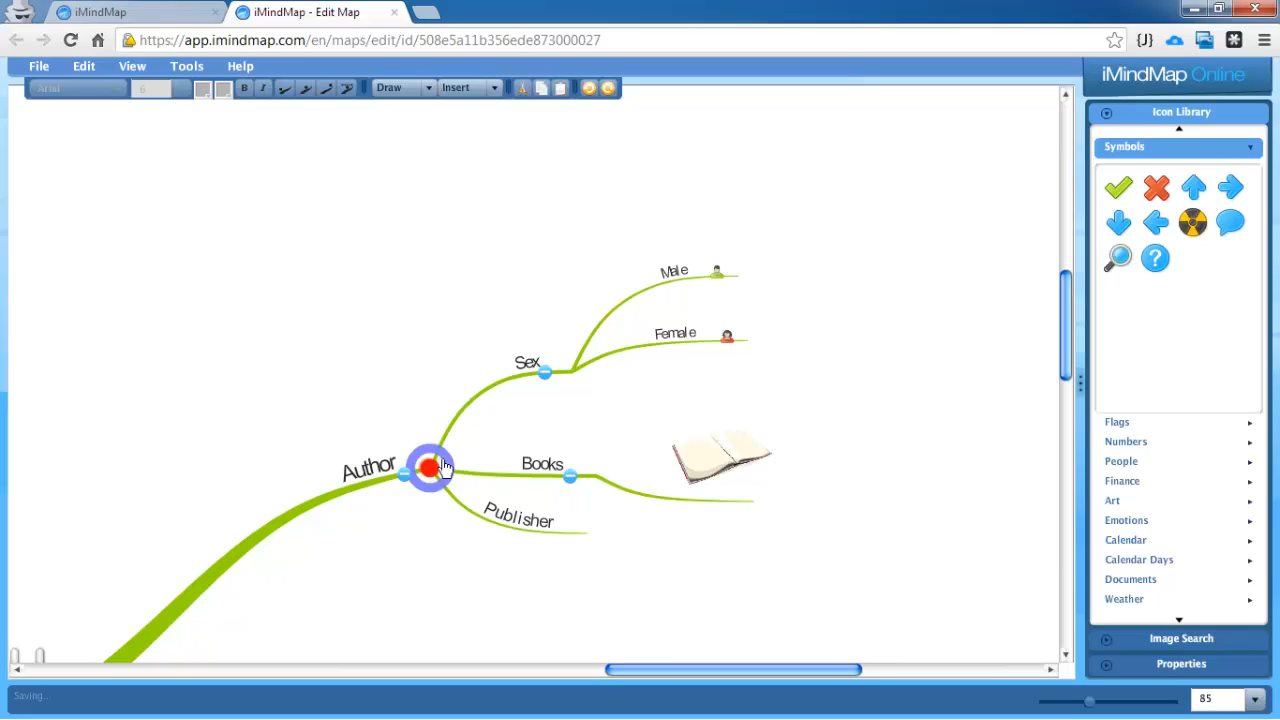 iMindMap
iMindMap - Edit Map
https://app.imindmap.com/en/maps/edit/id/508e5a11b356ede873000027
{J}
File Edit View Tools Help
iMindMap Online
Arial 6 B I Draw Insert
Icon Library
Symbols
Male
Female
Sex
Author
Books
Publisher
Flags
Numbers
People
Finance
Art
Emotions
Calendar
Calendar Days
Documents
Weather
Image Search
Properties
Saving..
85